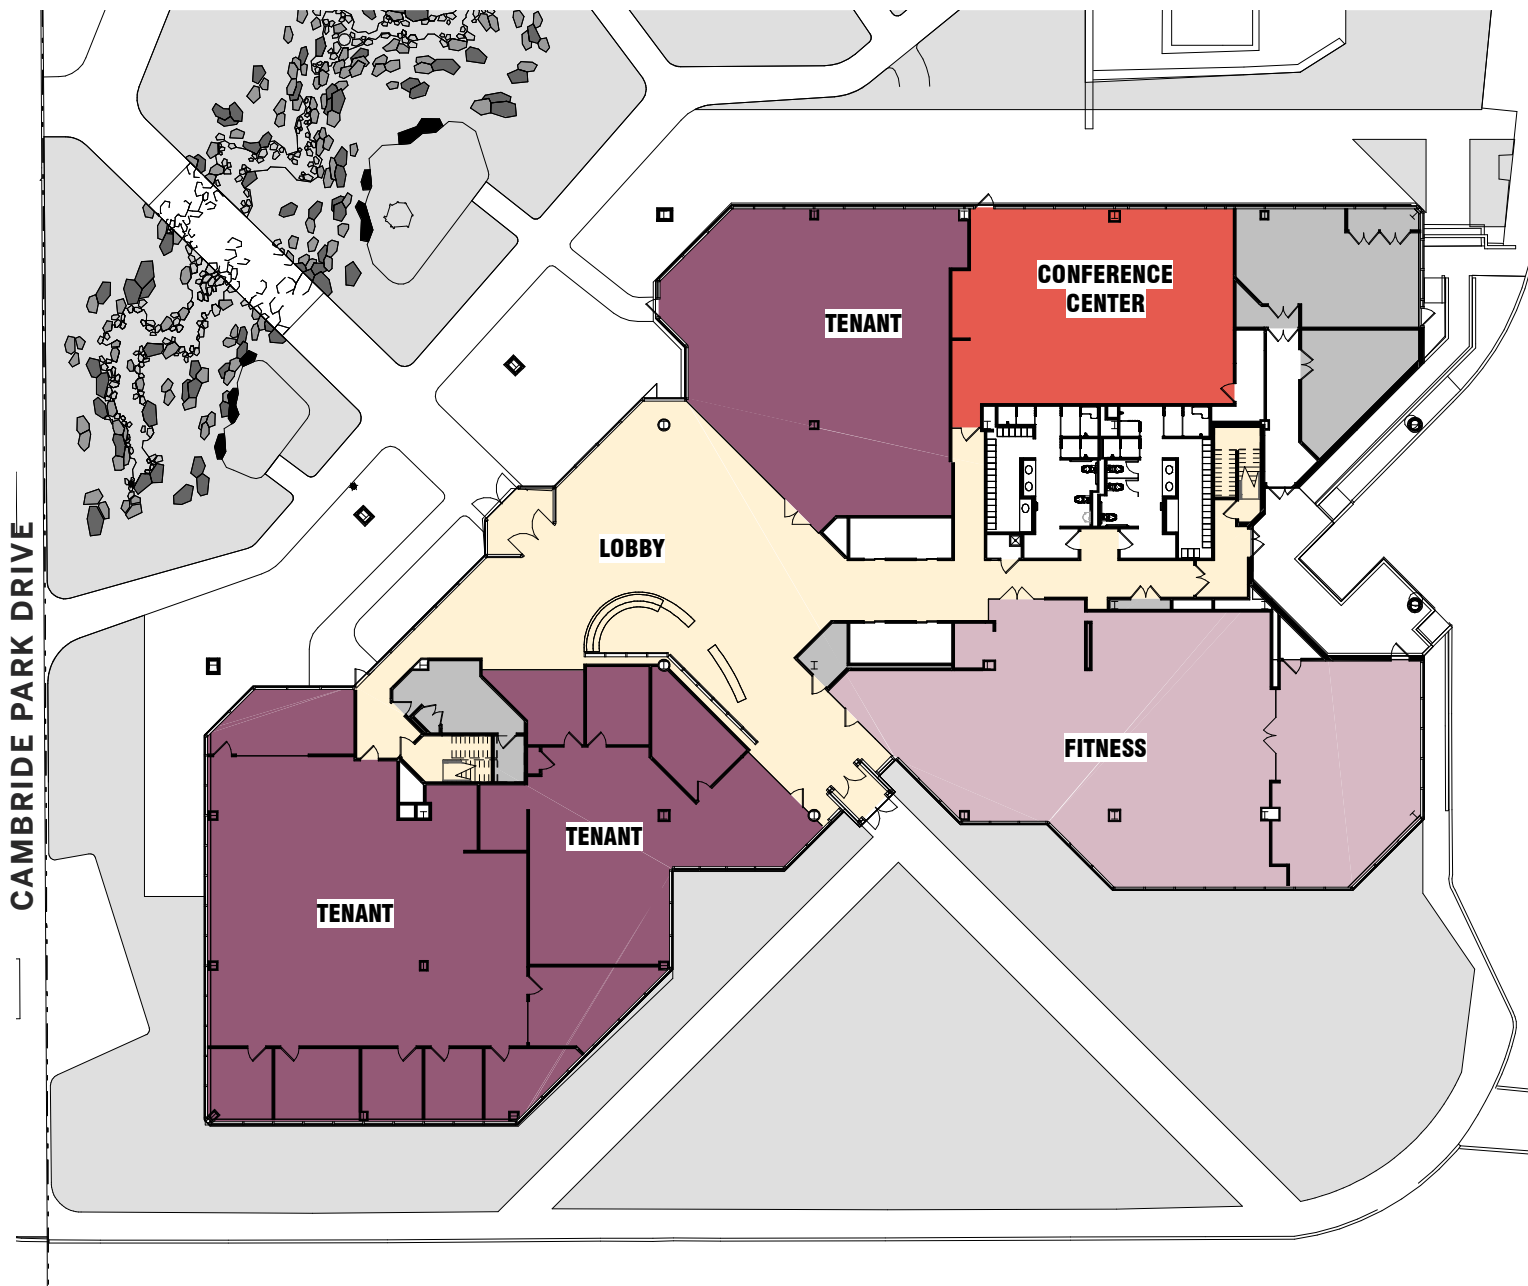 CONFERENCE
CENTER
TENANT
LOBBY
FITNESS
TENANT
TENANT
CAMBRIDE PARK DRIVE